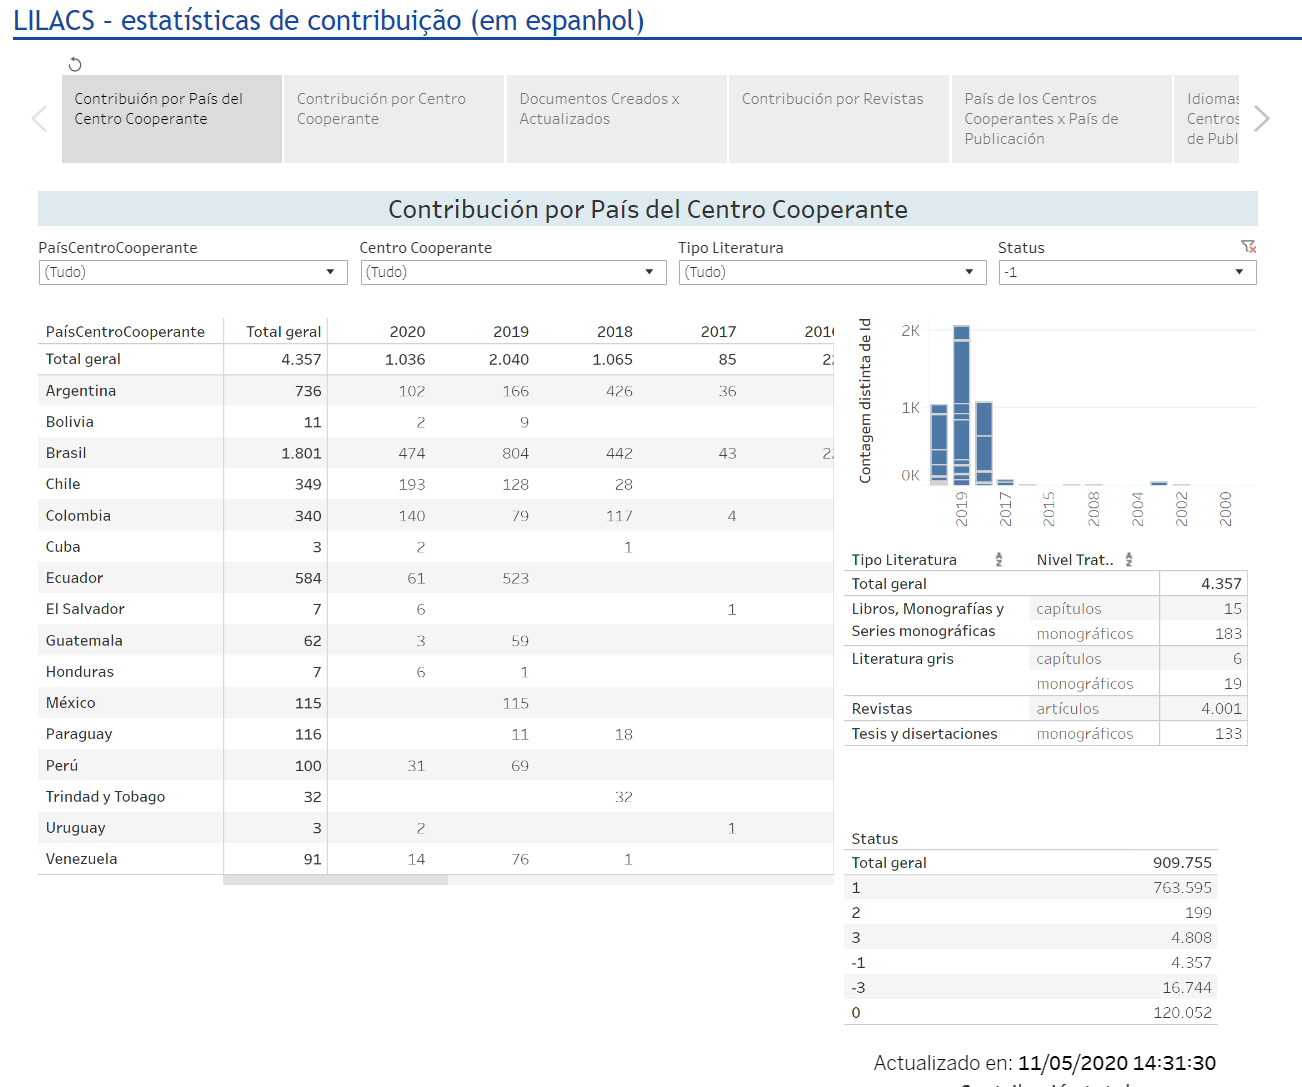 LILACS - estatísticas de contribuição (em espanhol)
Contribuión por País del Centro Cooperante
Contribución por Centro Cooperante
Documentos Creados x Actualizados
Contribución por Revistas
País de los Centros Cooperantes x País de Publicación
Idiomas
Centros
de Publ
Contribución por País del Centro Cooperante
PaísCentroCooperante Centro Cooperante Tipo Literatura Status
(Tudo) (Tudo) (Tudo) -1
PaísCentroCooperante Total geral 2020 2019 2018 2017 2016
Total geral 4.357 1.036 2.040 1.065 85
Argentina 736 102 166 426 36
Bolivia 11 2 9
Brasil 1.801 474 804 442 43
Chile 349 193 128 28
Colombia 340 140 79 117 4
Cuba 3 2 1
Ecuador 584 61 523
El Salvador 7 6 1
Guatemala 62 3 59
Honduras 7 6 1
México 115 115
Paraguay 116 11 18
Perú 100 31 69
Trindad y Tobago 32 32
Uruguay 3 2 1
Venezuela 91 14 76 1
Contagem distinta de Id
2K
1K
0K
2019 2017 2015 2008 2004 2002 2000
Tipo Literatura Nivel Trat..
Total geral 4.357
Libros, Monografías y capítulos 15
Series monográficas monográficos 183
Literatura gris capítulos 6
monográficos 19
Revistas artículos 4.001
Tesis y disertaciones monográficos 133
Status
Total geral 909.755
1 763.595
2 199
3 4.808
-1 4.357
-3 16.744
0 120.052
Actualizado en: 11/05/2020 14:31:30